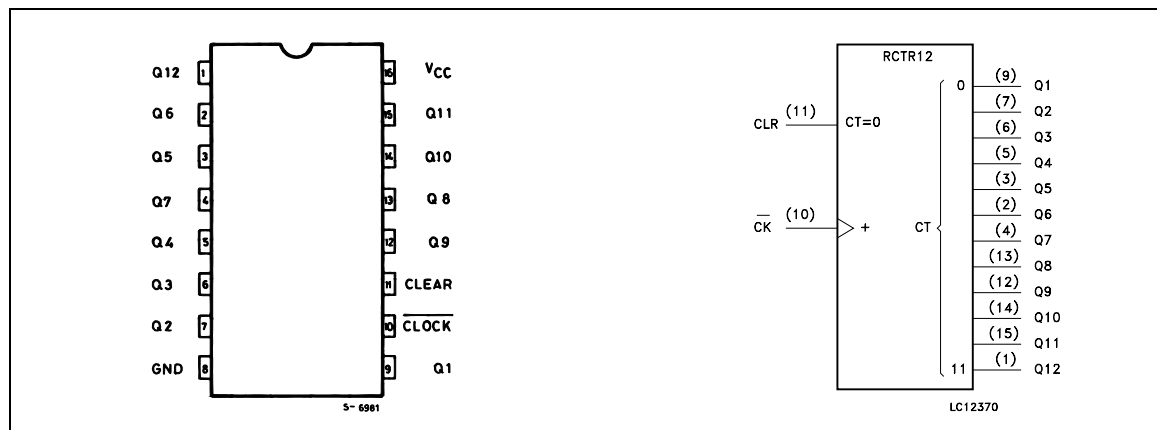 Q12 1 16 VCC
Q6 2 15 Q11
Q5 3 14 Q10
Q7 4 13 Q8
Q4 5 12 Q9
Q3 6 11 CLEAR
Q2 7 10 C̅L̅O̅C̅K̅
GND 8 9 Q1
S-6981
RCTR12
0 (9) Q1
(7) Q2
CLR (11) CT=0
(6) Q3
(5) Q4
(3) Q5
(2) Q6
C̅K̅ (10) + CT
(4) Q7
(13) Q8
(12) Q9
(14) Q10
(15) Q11
11 (1) Q12
LC12370